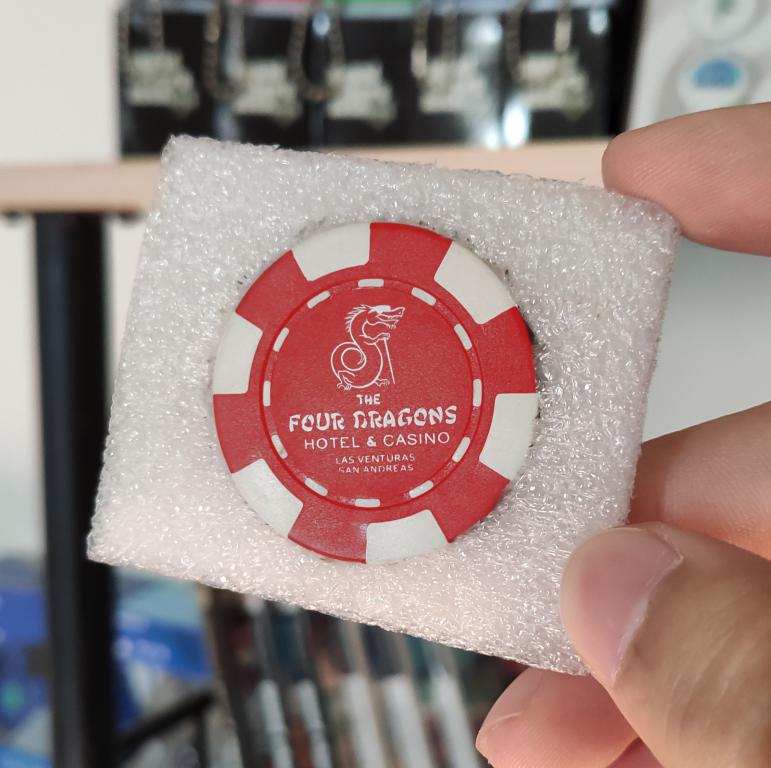 THE
FOUR DRAGONS
HOTEL & CASINO
LAS VENTURAS
SAN ANDREAS